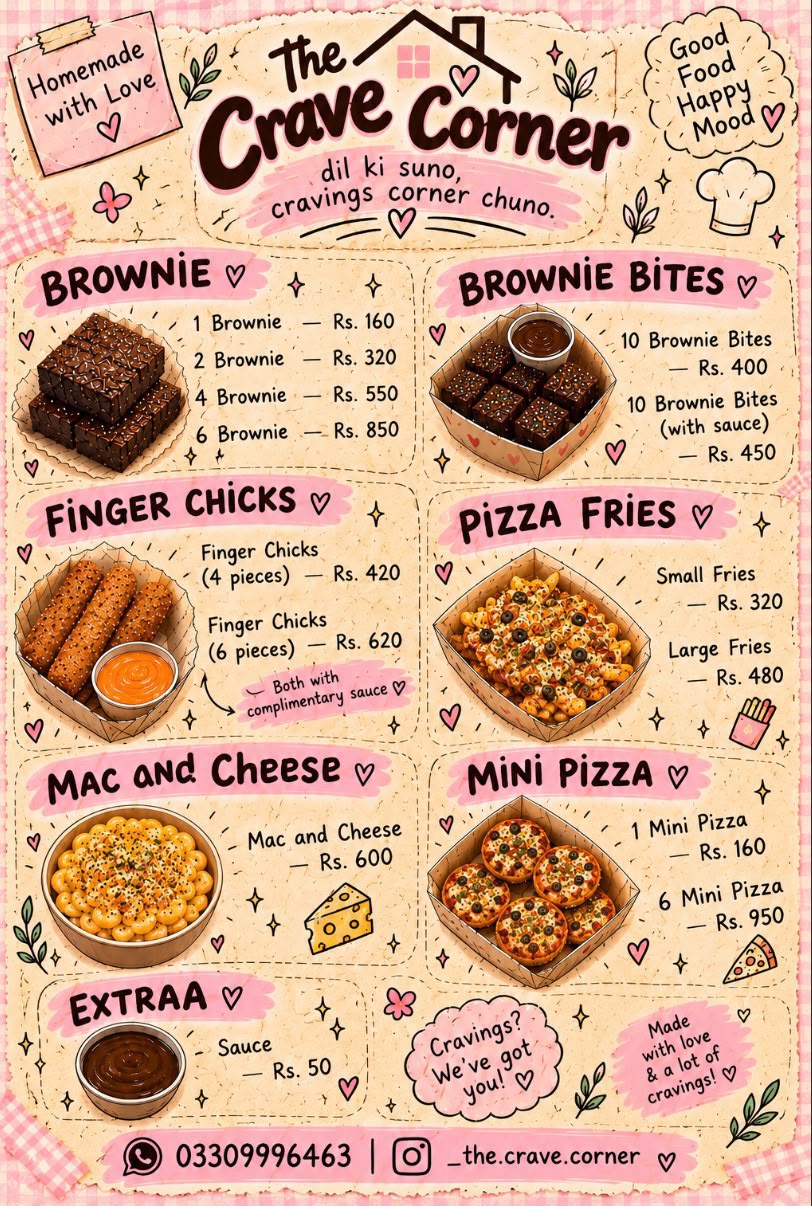 Homemade
with Love
The
Crave Corner
dil ki suno,
cravings corner chuno.
Good
Food
Happy
Mood
BROWNiE
1 Brownie — Rs. 160
2 Brownie — Rs. 320
4 Brownie — Rs. 550
6 Brownie — Rs. 850
BROWNiE BiTES
10 Brownie Bites
— Rs. 400
10 Brownie Bites
(with sauce)
— Rs. 450
FiNGER CHiCKS
Finger Chicks
(4 pieces) — Rs. 420
Finger Chicks
(6 pieces) — Rs. 620
Both with
complimentary sauce
PiZZA FRiES
Small Fries
— Rs. 320
Large Fries
— Rs. 480
MAC and CHeeSe
Mac and Cheese
— Rs. 600
MiNi PiZZA
1 Mini Pizza
— Rs. 160
6 Mini Pizza
— Rs. 950
EXTRAA
Sauce
— Rs. 50
Cravings?
We've got
you!
Made
with love
& a lot of
cravings!
03309996463 | _the.crave.corner